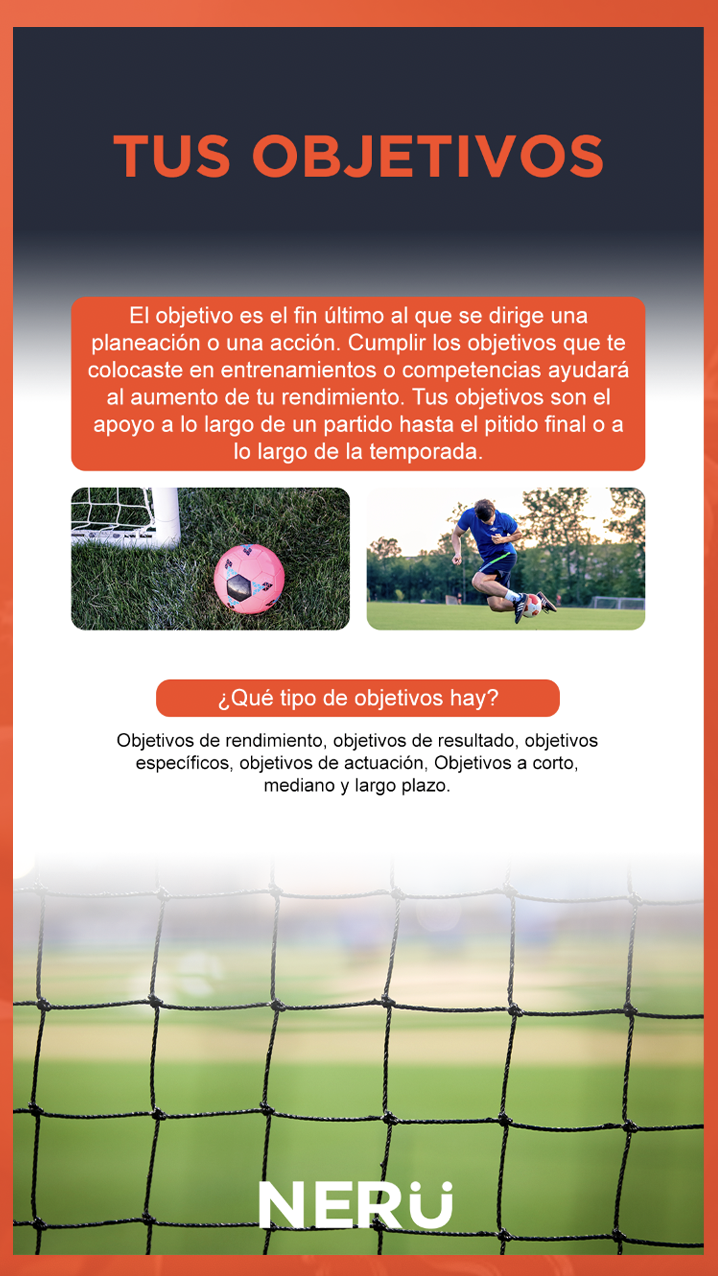 TUS OBJETIVOS
El objetivo es el fin último al que se dirige una
planeación o una acción. Cumplir los objetivos que te
colocaste en entrenamientos o competencias ayudará
al aumento de tu rendimiento. Tus objetivos son el
apoyo a lo largo de un partido hasta el pitido final o a
lo largo de la temporada.
¿Qué tipo de objetivos hay?
Objetivos de rendimiento, objetivos de resultado, objetivos
específicos, objetivos de actuación, Objetivos a corto,
mediano y largo plazo.
NERÜ